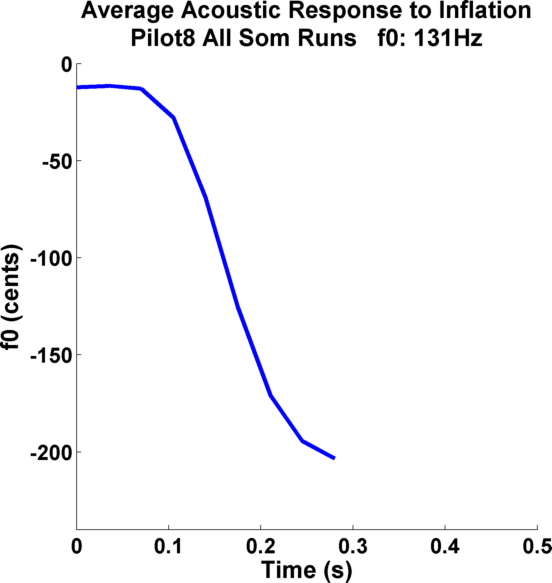 Average Acoustic Response to Inflation
Pilot8 All Som Runs f0: 131Hz
0
-50
-100
-150
-200
f0 (cents)
0 0.1 0.2 0.3 0.4 0.5
Time (s)